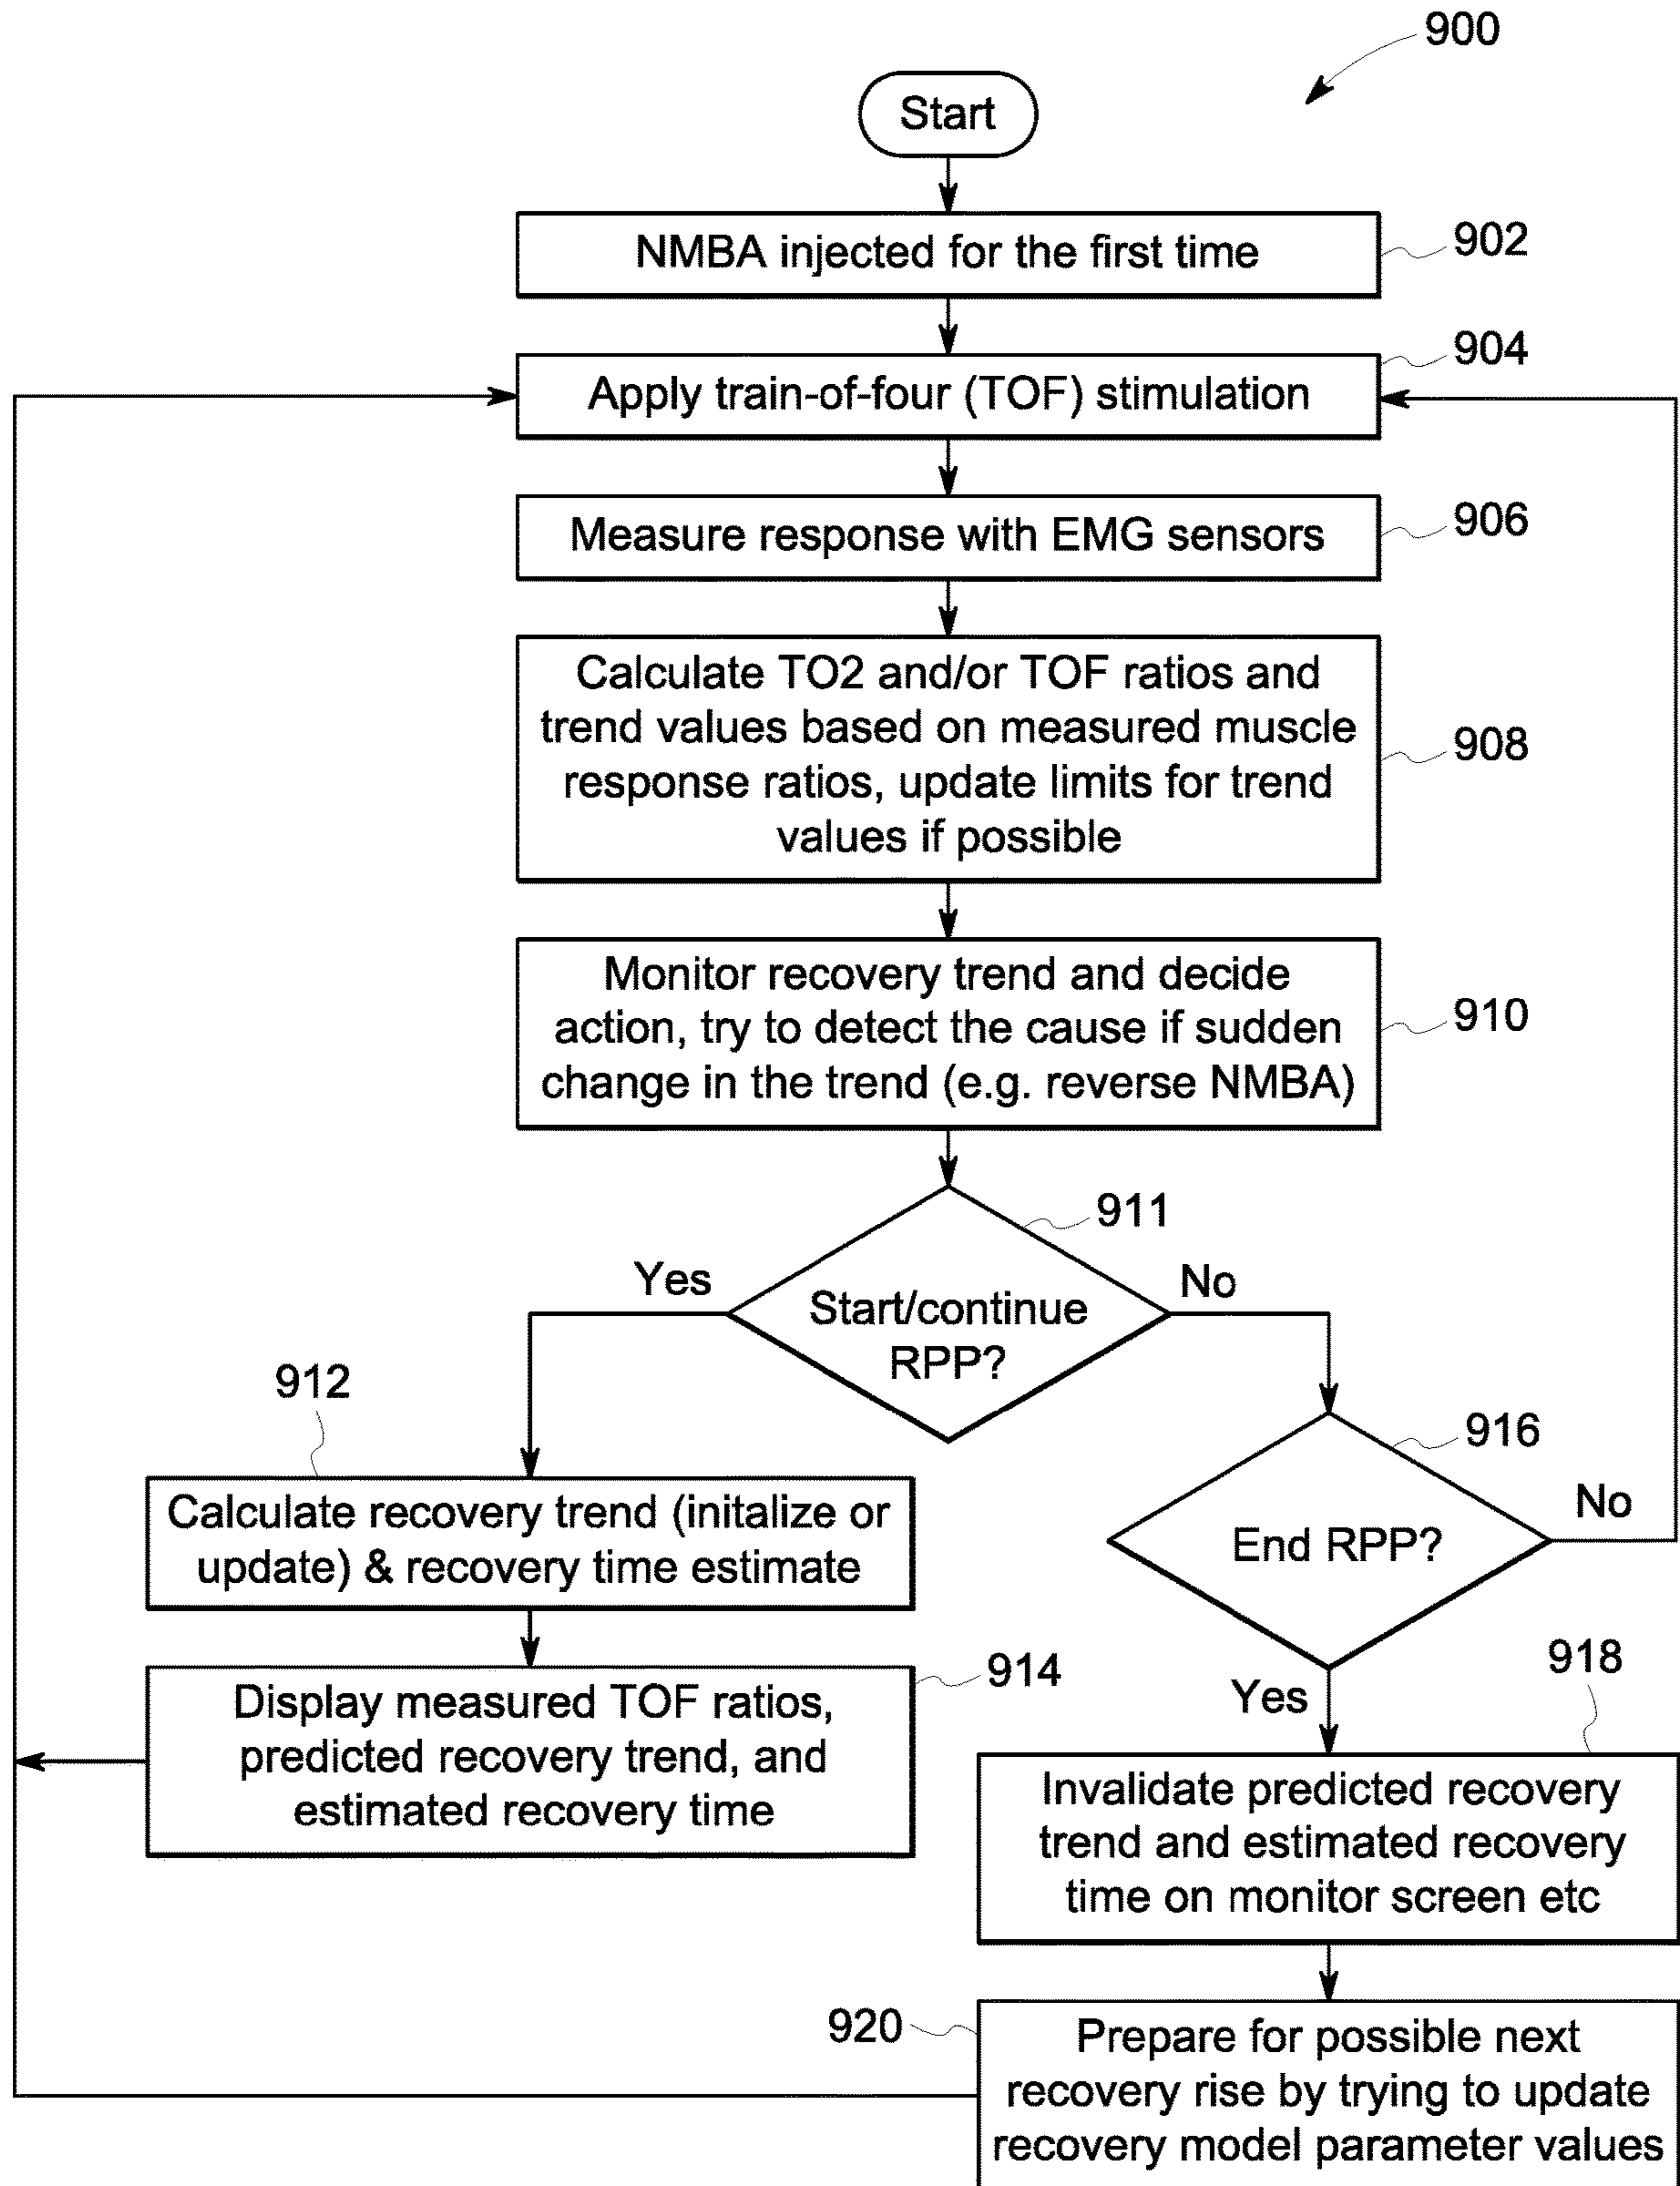 900
Start
NMBA injected for the first time
902
904
Apply train-of-four (TOF) stimulation
Measure response with EMG sensors
906
Calculate TO2 and/or TOF ratios and
trend values based on measured muscle
response ratios, update limits for trend
values if possible
908
Monitor recovery trend and decide
action, try to detect the cause if sudden
change in the trend (e.g. reverse NMBA)
910
911
Yes
No
Start/continue
RPP?
912
Calculate recovery trend (initalize or
update) & recovery time estimate
916
No
End RPP?
914
Display measured TOF ratios,
predicted recovery trend, and
estimated recovery time
Yes
918
Invalidate predicted recovery
trend and estimated recovery
time on monitor screen etc
920
Prepare for possible next
recovery rise by trying to update
recovery model parameter values